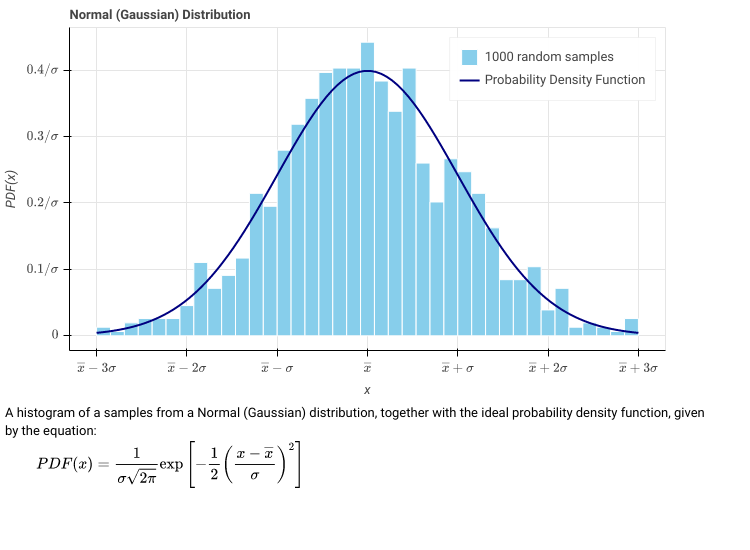 Normal (Gaussian) Distribution
1000 random samples
Probability Density Function
PDF(x)
0.4/σ
0.3/σ
0.2/σ
0.1/σ
0
x̅ − 3σ
x̅ − 2σ
x̅ − σ
x̅
x̅ + σ
x̅ + 2σ
x̅ + 3σ
x
A histogram of a samples from a Normal (Gaussian) distribution, together with the ideal probability density function, given
by the equation:
PDF(x) = 1/(σ√(2π)) exp[−1/2((x − x̅)/σ)²]